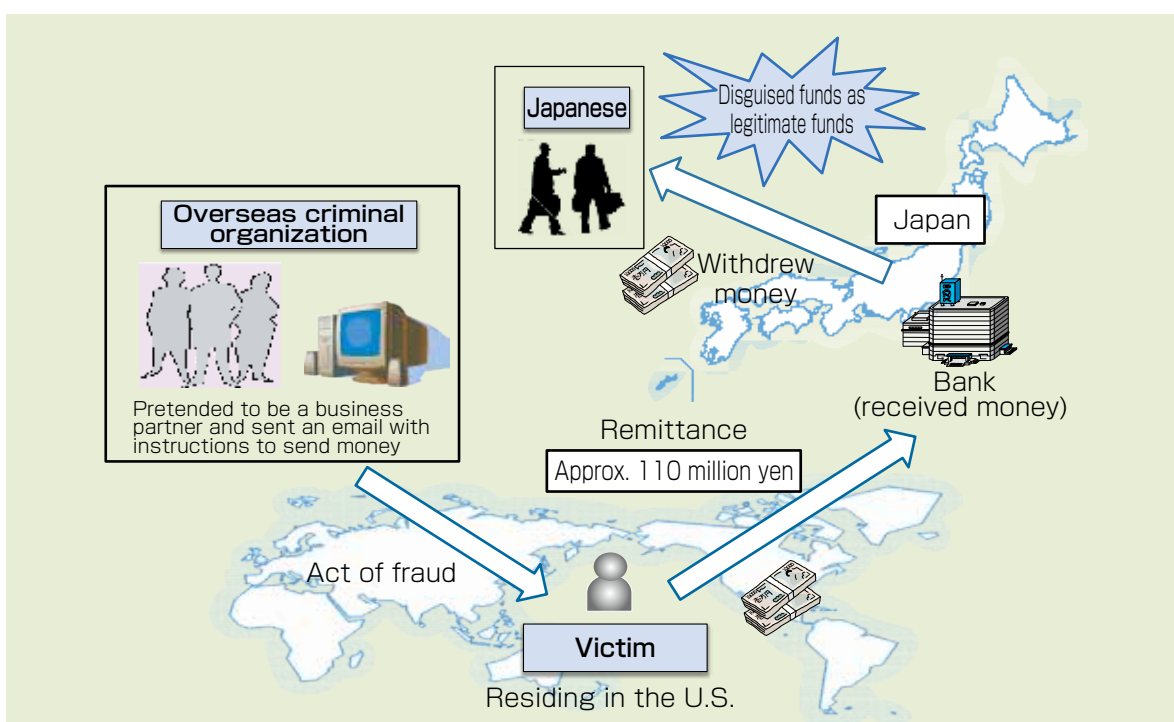 Japanese
Disguised funds as
legitimate funds
Japan
Overseas criminal
organization
Withdrew
money
Pretended to be a business
partner and sent an email with
instructions to send money
Bank
(received money)
Remittance
Approx. 110 million yen
Act of fraud
Victim
Residing in the U.S.